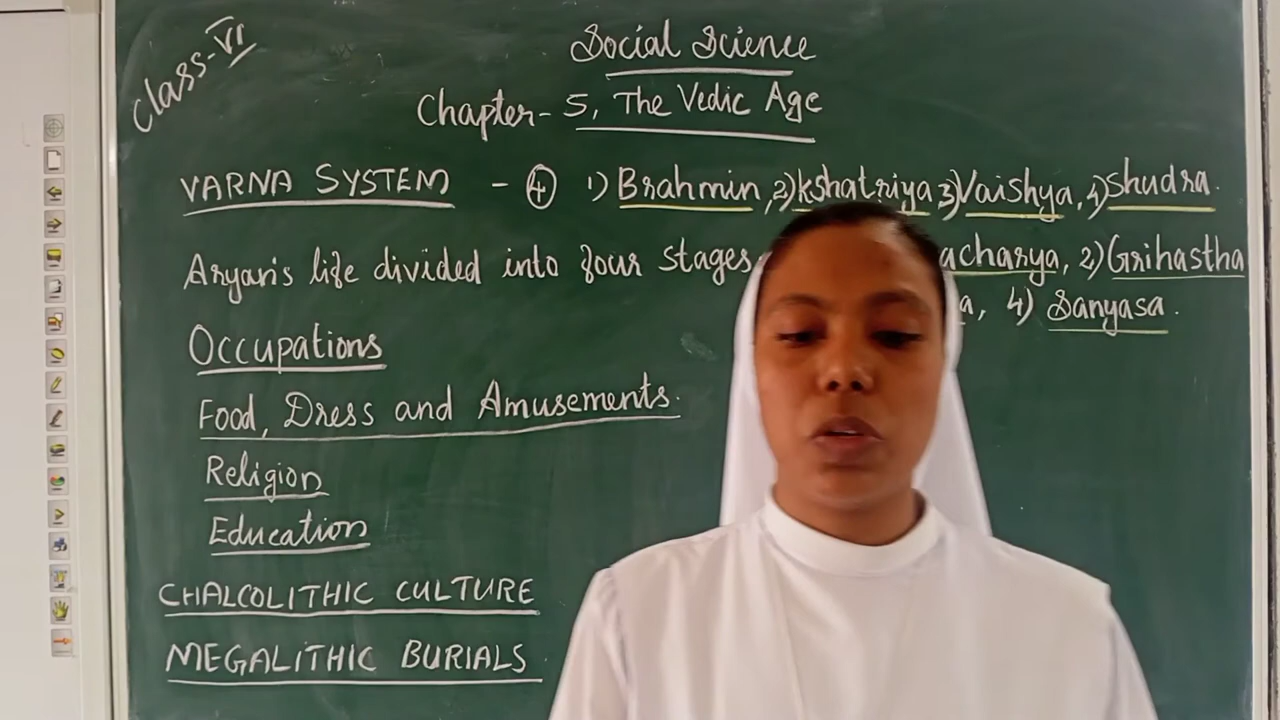 Class-VI
Social Science
Chapter- 5, The Vedic Age
VARNA SYSTEM - 4 1) Brahmin, 2) Kshatriya 3) Vaishya, 4) Shudra.
Aryan's life divided into four stages acharya, 2) Grihastha
a, 4) Sanyasa.
Occupations
Food, Dress and Amusements.
Religion
Education
CHALCOLITHIC CULTURE
MEGALITHIC BURIALS